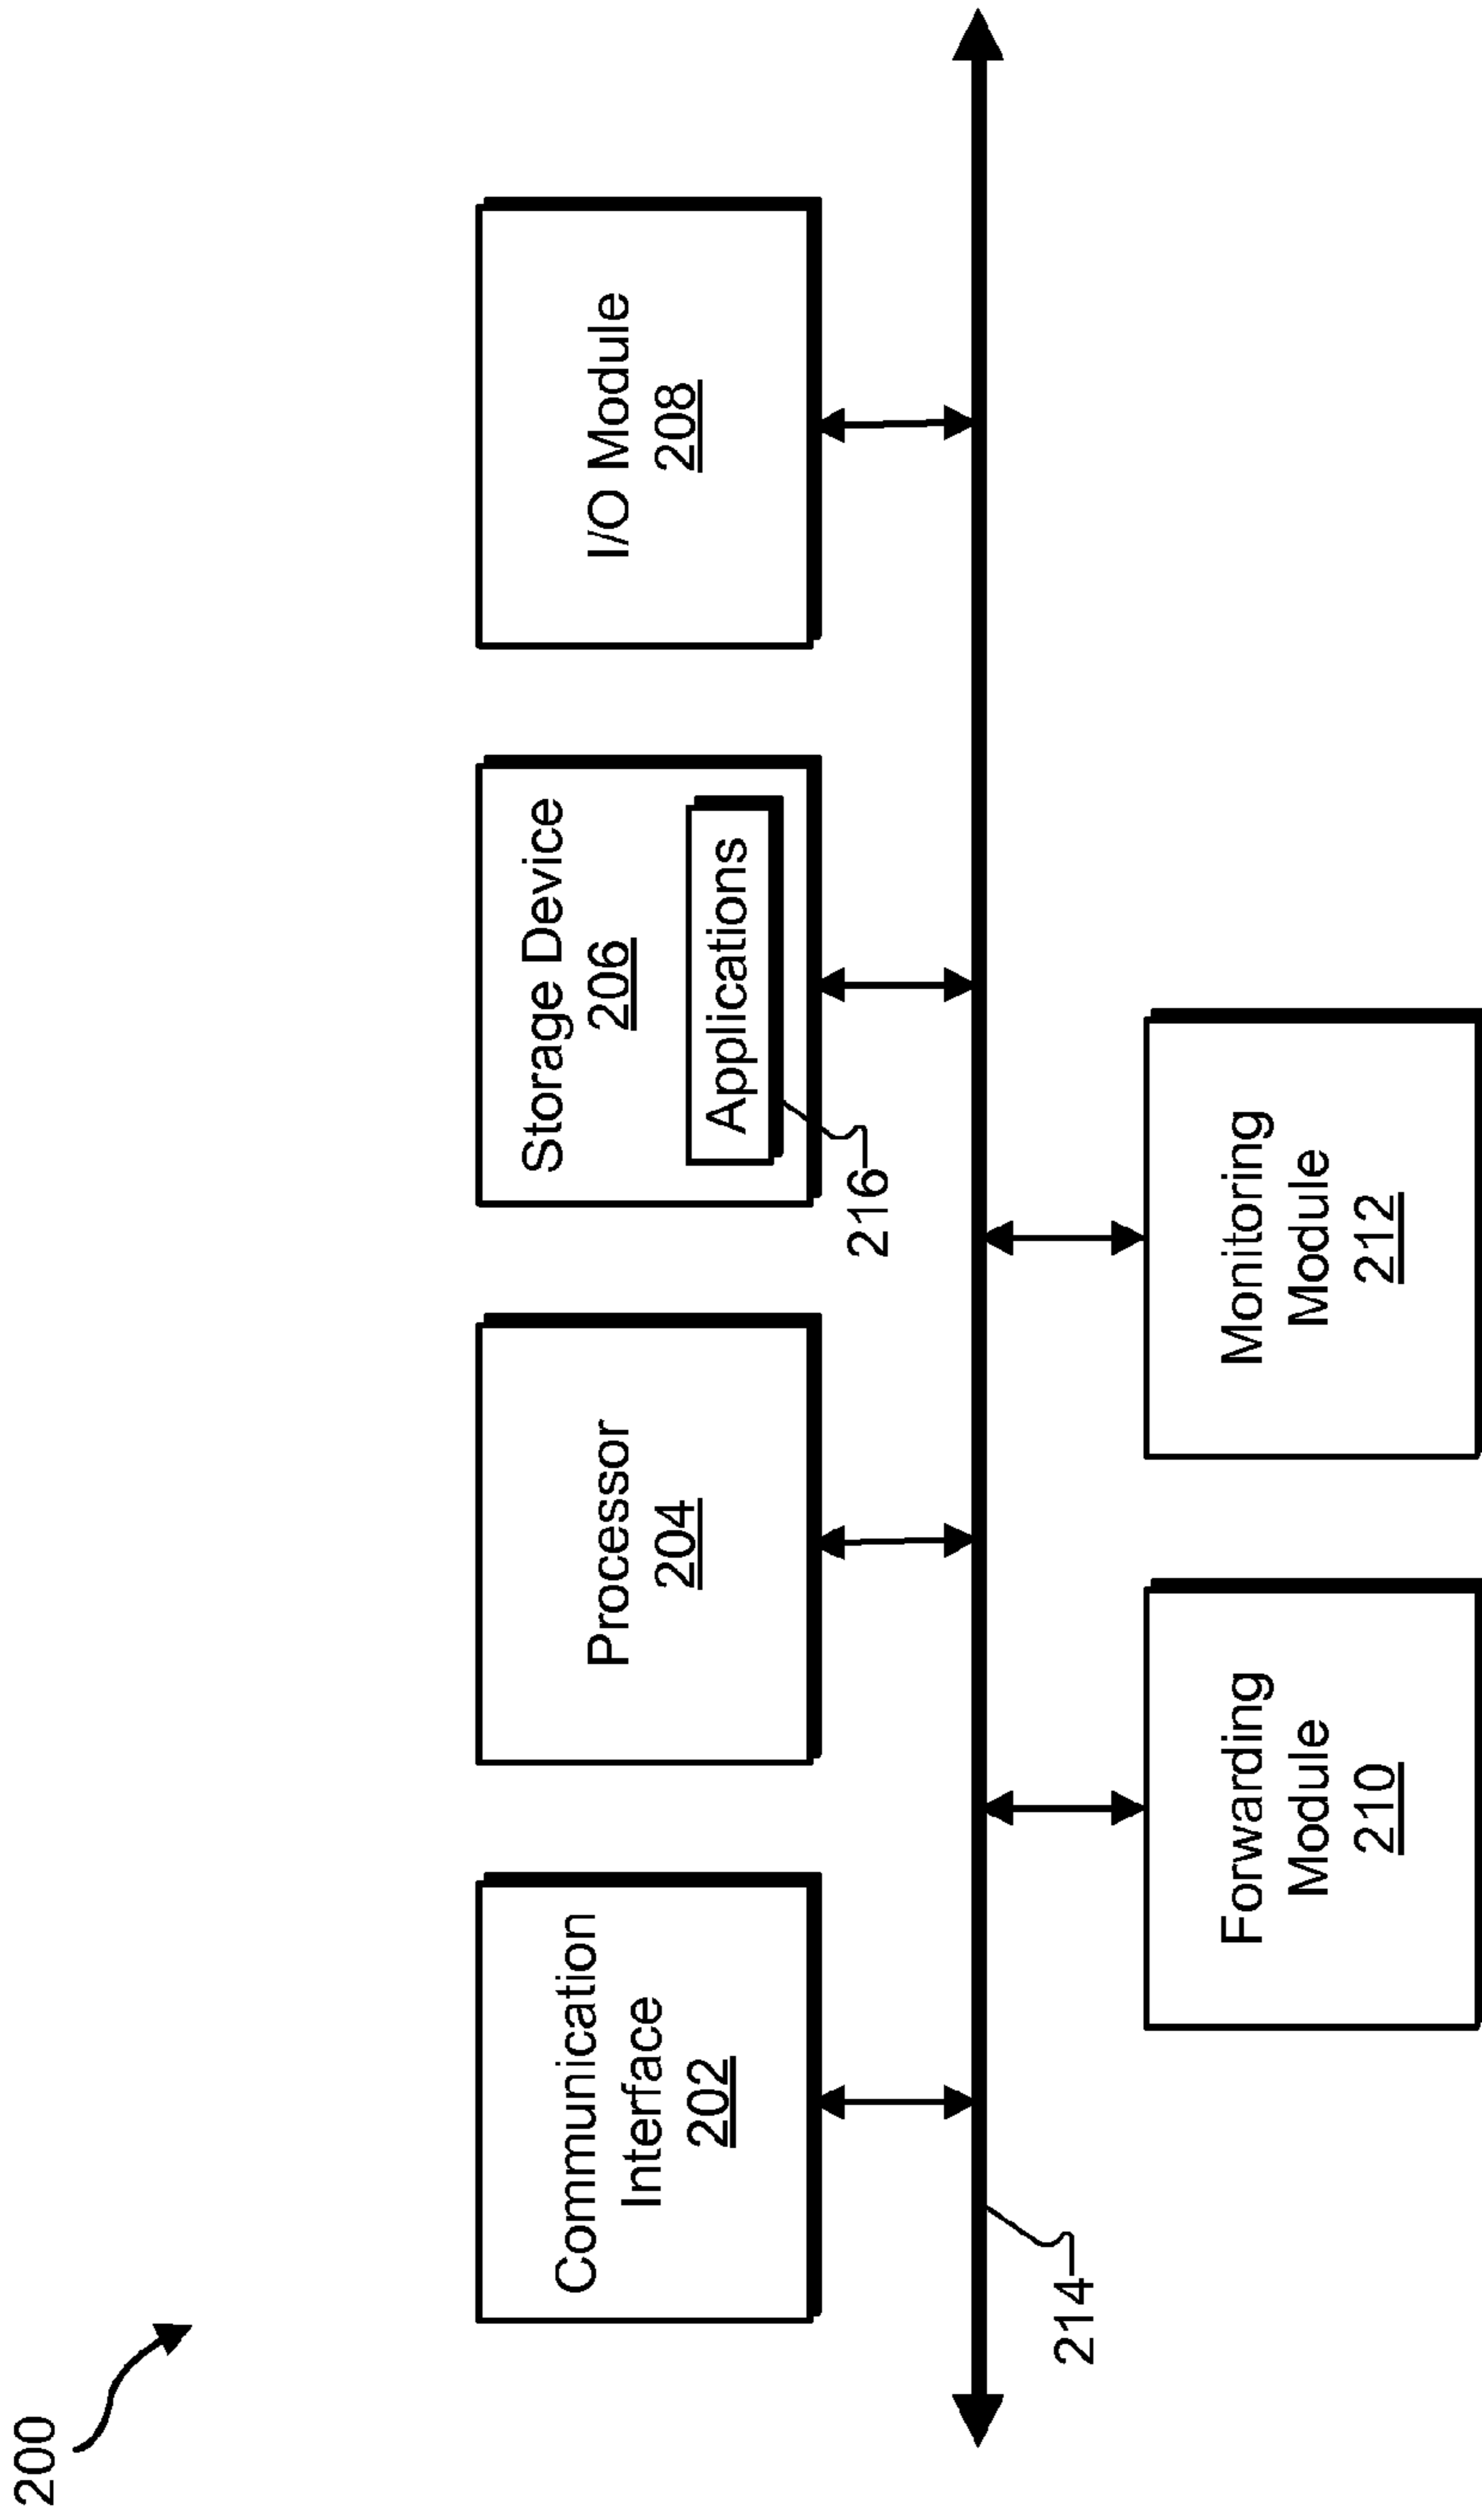 200
Communication
Interface
202
Processor
204
Storage Device
206
Applications
216
I/O Module
208
214
Forwarding
Module
210
Monitoring
Module
212